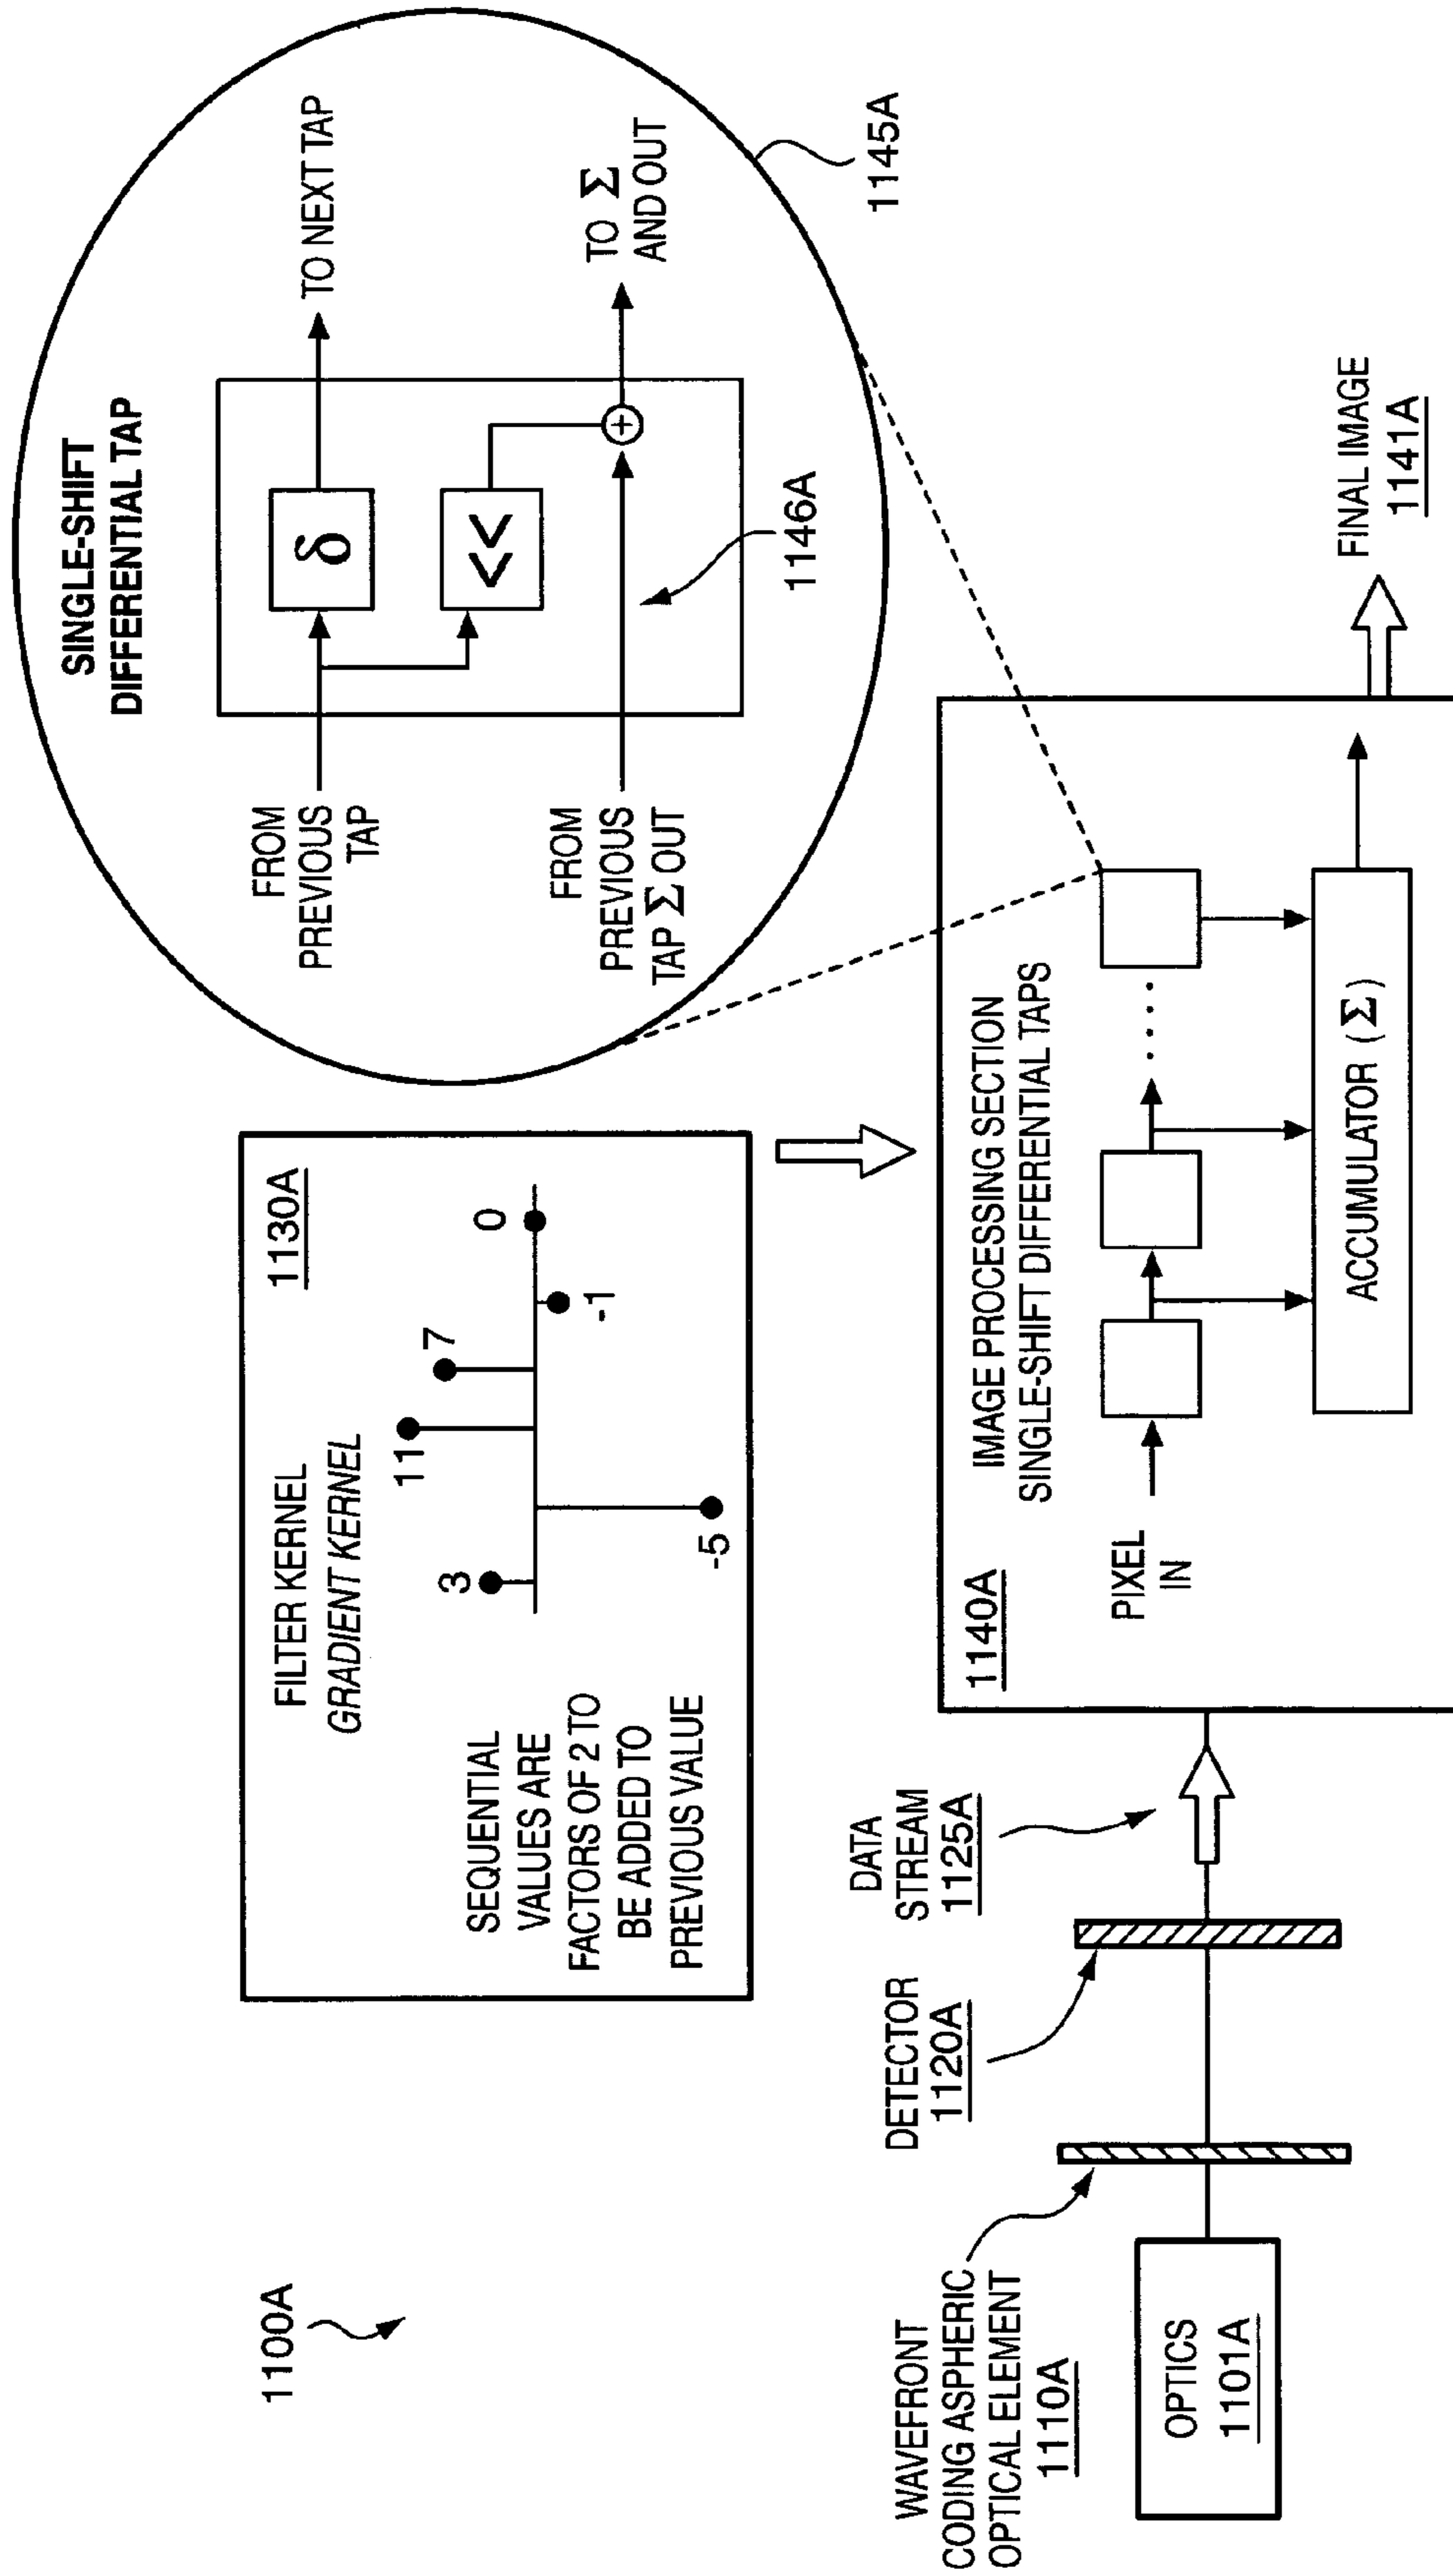 1100A
FILTER KERNEL
GRADIENT KERNEL
1130A
SEQUENTIAL
VALUES ARE
FACTORS OF 2 TO
BE ADDED TO
PREVIOUS VALUE
3
-5
11
7
-1
0
SINGLE-SHIFT
DIFFERENTIAL TAP
FROM
PREVIOUS
TAP
δ
TO NEXT TAP
<<
FROM
PREVIOUS
TAP Σ OUT
+
TO Σ
AND OUT
1146A
1145A
WAVEFRONT
CODING ASPHERIC
OPTICAL ELEMENT
1110A
OPTICS
1101A
DETECTOR
1120A
DATA
STREAM
1125A
1140A
IMAGE PROCESSING SECTION
SINGLE-SHIFT DIFFERENTIAL TAPS
PIXEL
IN
ACCUMULATOR (Σ)
FINAL IMAGE
1141A